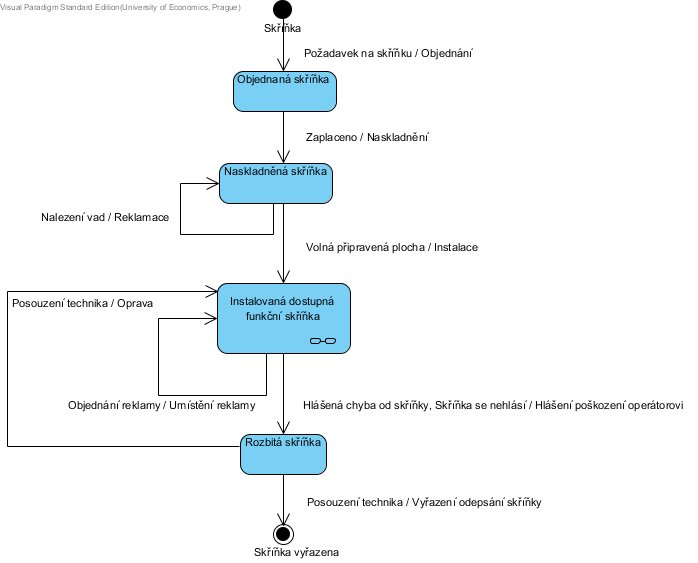 Visual Paradigm Standard Edition(University of Economics, Prague)
Skříňka
Požadavek na skříňku / Objednání
Objednaná skříňka
Zaplaceno / Naskladnění
Naskladněná skříňka
Nalezení vad / Reklamace
Volná připravená plocha / Instalace
Posouzení technika / Oprava
Instalovaná dostupná
funkční skříňka
Objednání reklamy / Umístění reklamy
Hlášená chyba od skříňky, Skříňka se nehlásí / Hlášení poškození operátorovi
Rozbitá skříňka
Posouzení technika / Vyřazení odepsání skříňky
Skříňka vyřazena